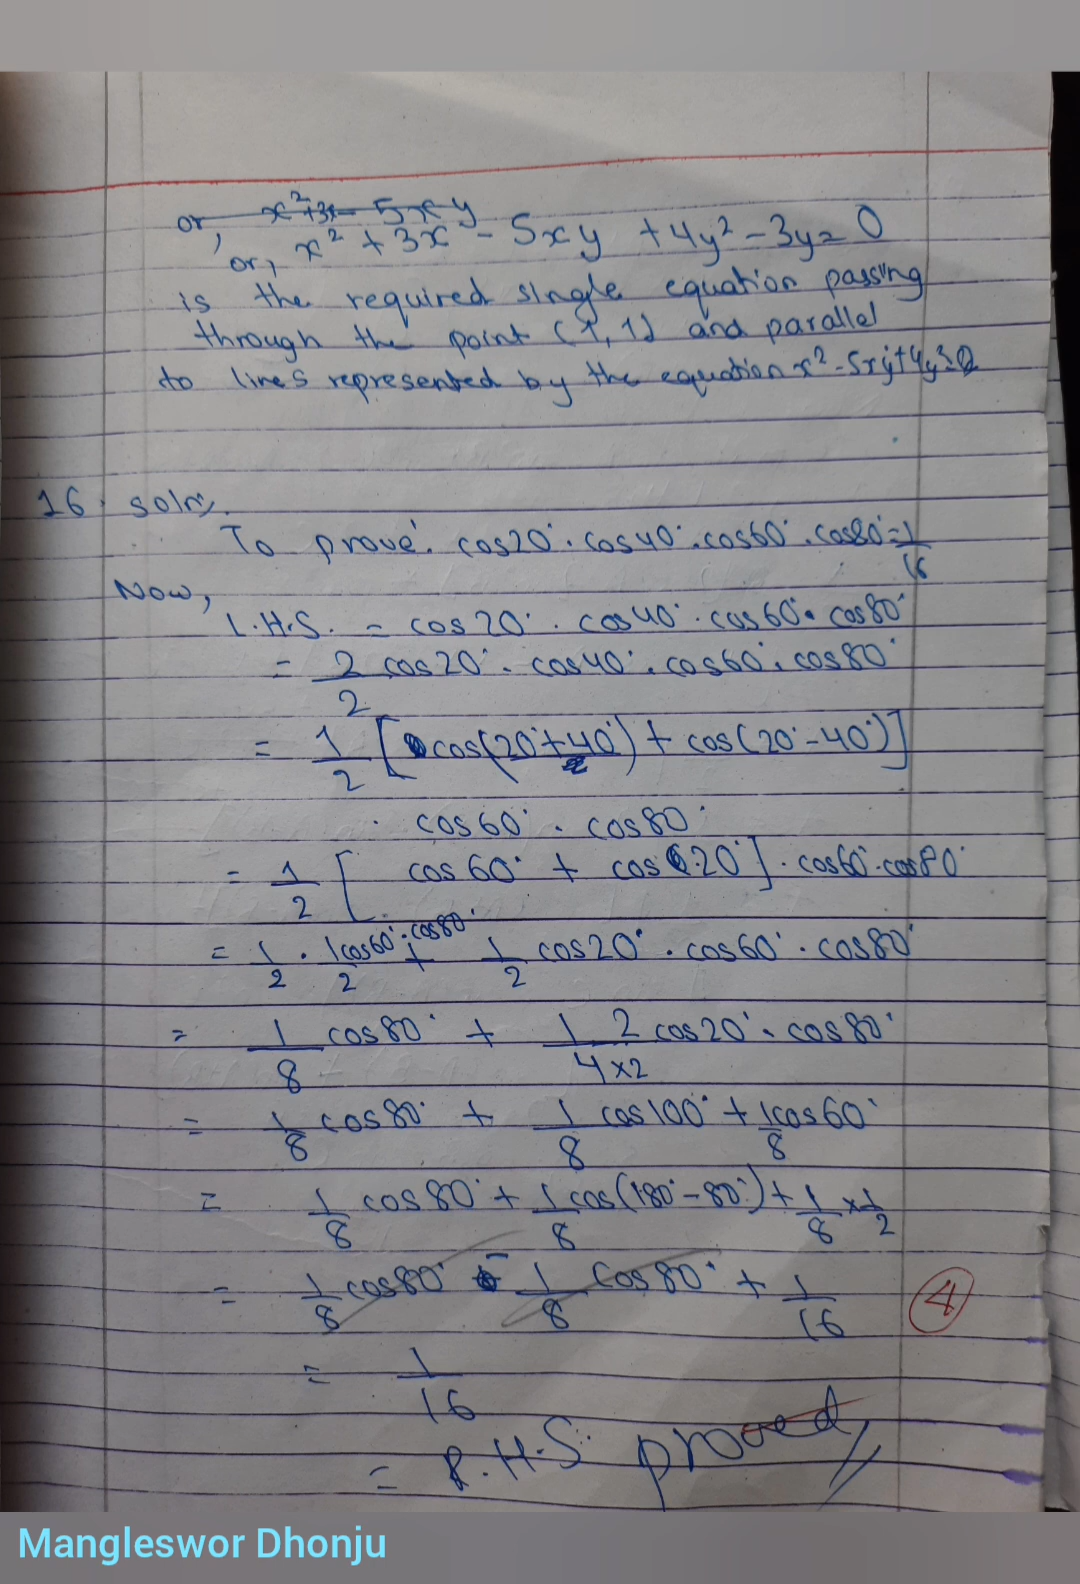 or, x²+3x - 5xy
or, x² + 3x - 5xy + 4y² - 3y = 0
is the required single equation passing
through the point (1, 1) and parallel
to lines represented by the equation x² - 5xy + 4y² = 0
16. soln,
To prove: cos20°. cos40°. cos60°. cos80° = 1/16
Now,
L.H.S. = cos20°. cos40°. cos60°. cos80°
= 2/2 cos20°. cos40°. cos60°. cos80°
= 1/2 [cos(20°+40°) + cos(20°-40°)]
. cos60°. cos80°
= 1/2 [ cos60° + cos20° ]. cos60°. cos80°
= 1/2 . 1/2 cos60°. cos80° + 1/2 cos20°. cos60°. cos80°
= 1/8 cos80° + 1/4×2 2 cos20°. cos80°
= 1/8 cos80° + 1/8 cos100° + 1/8 cos60°
= 1/8 cos80° + 1/8 cos(180°-80°) + 1/8 × 1/2
= 1/8 cos80° - 1/8 cos80° + 1/16
4
= 1/16
= R.H.S. proved
Mangleswor Dhonju